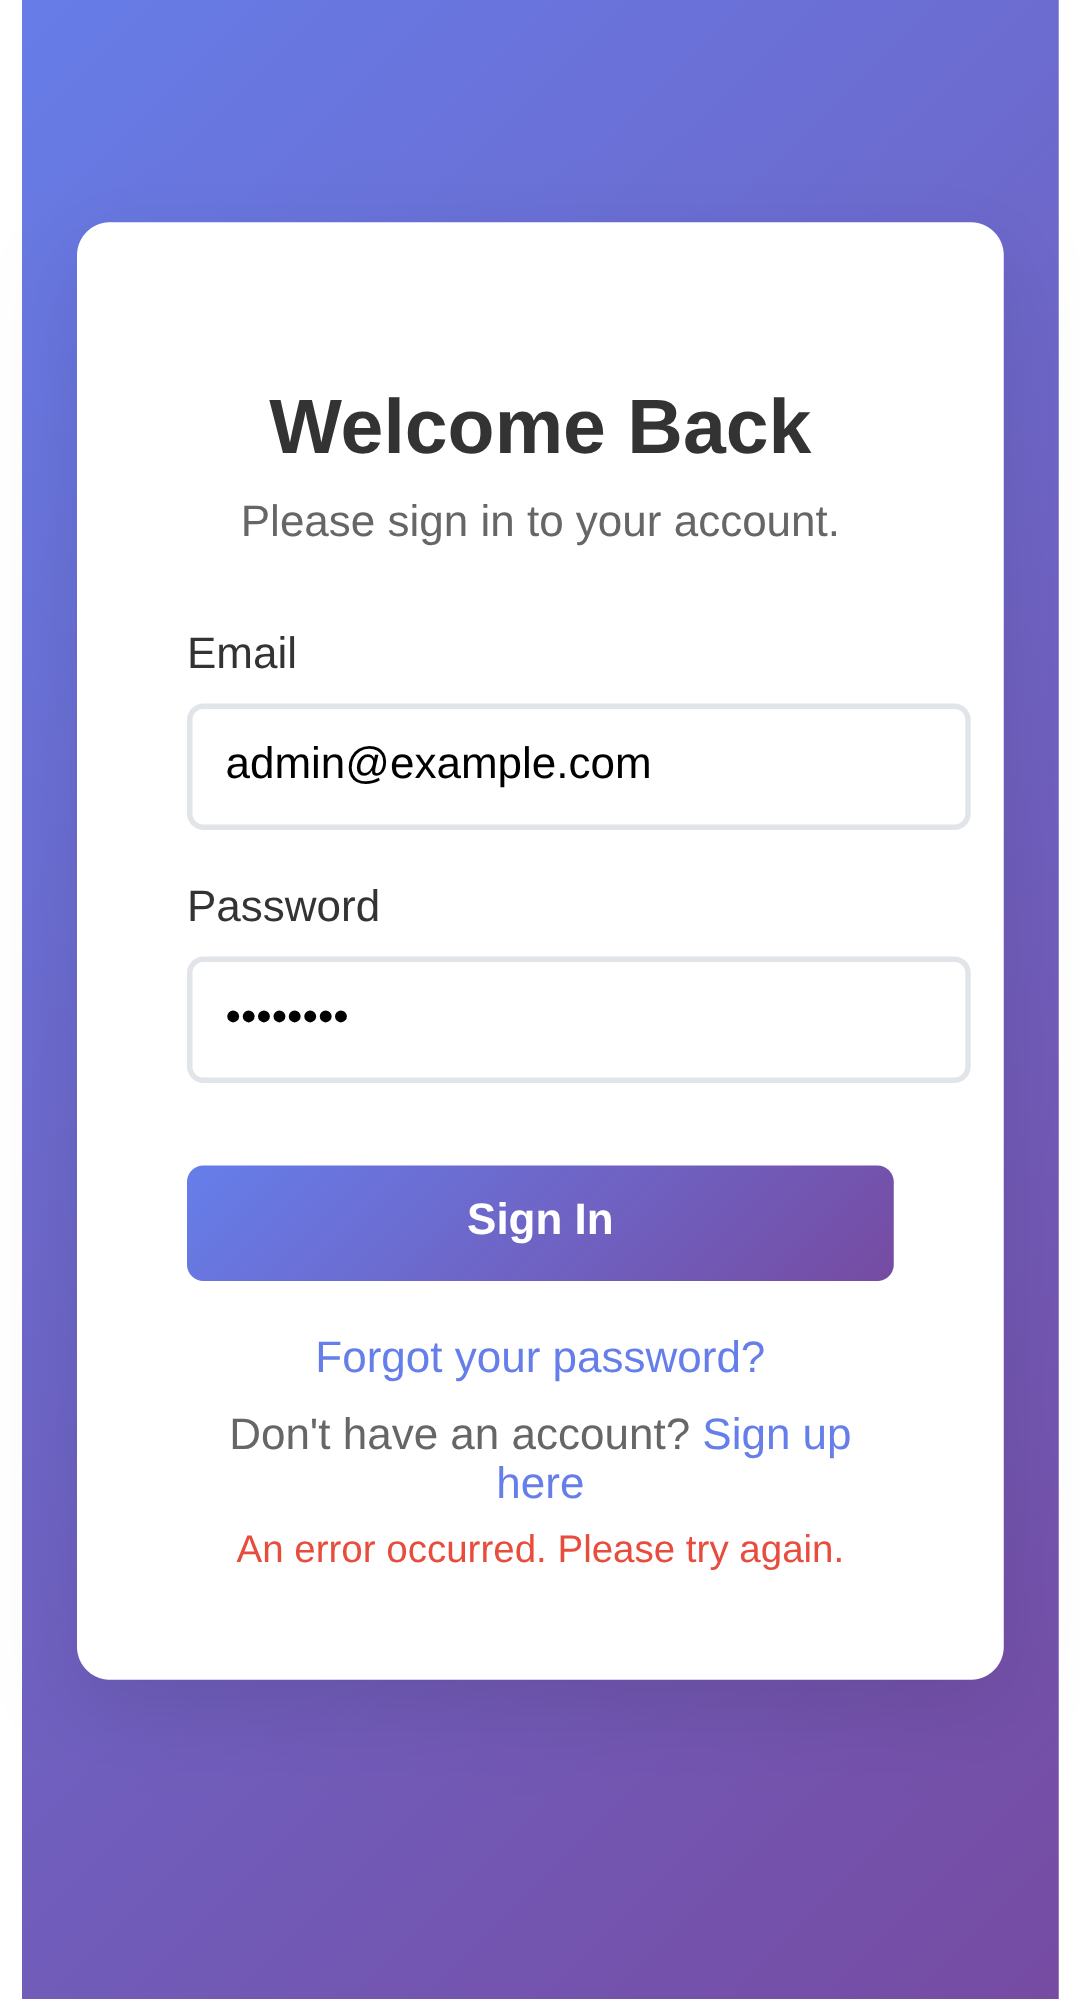 Welcome Back
Please sign in to your account.
Email
admin@example.com
Password
••••••••
Sign In
Forgot your password?
Don't have an account? Sign up
here
An error occurred. Please try again.